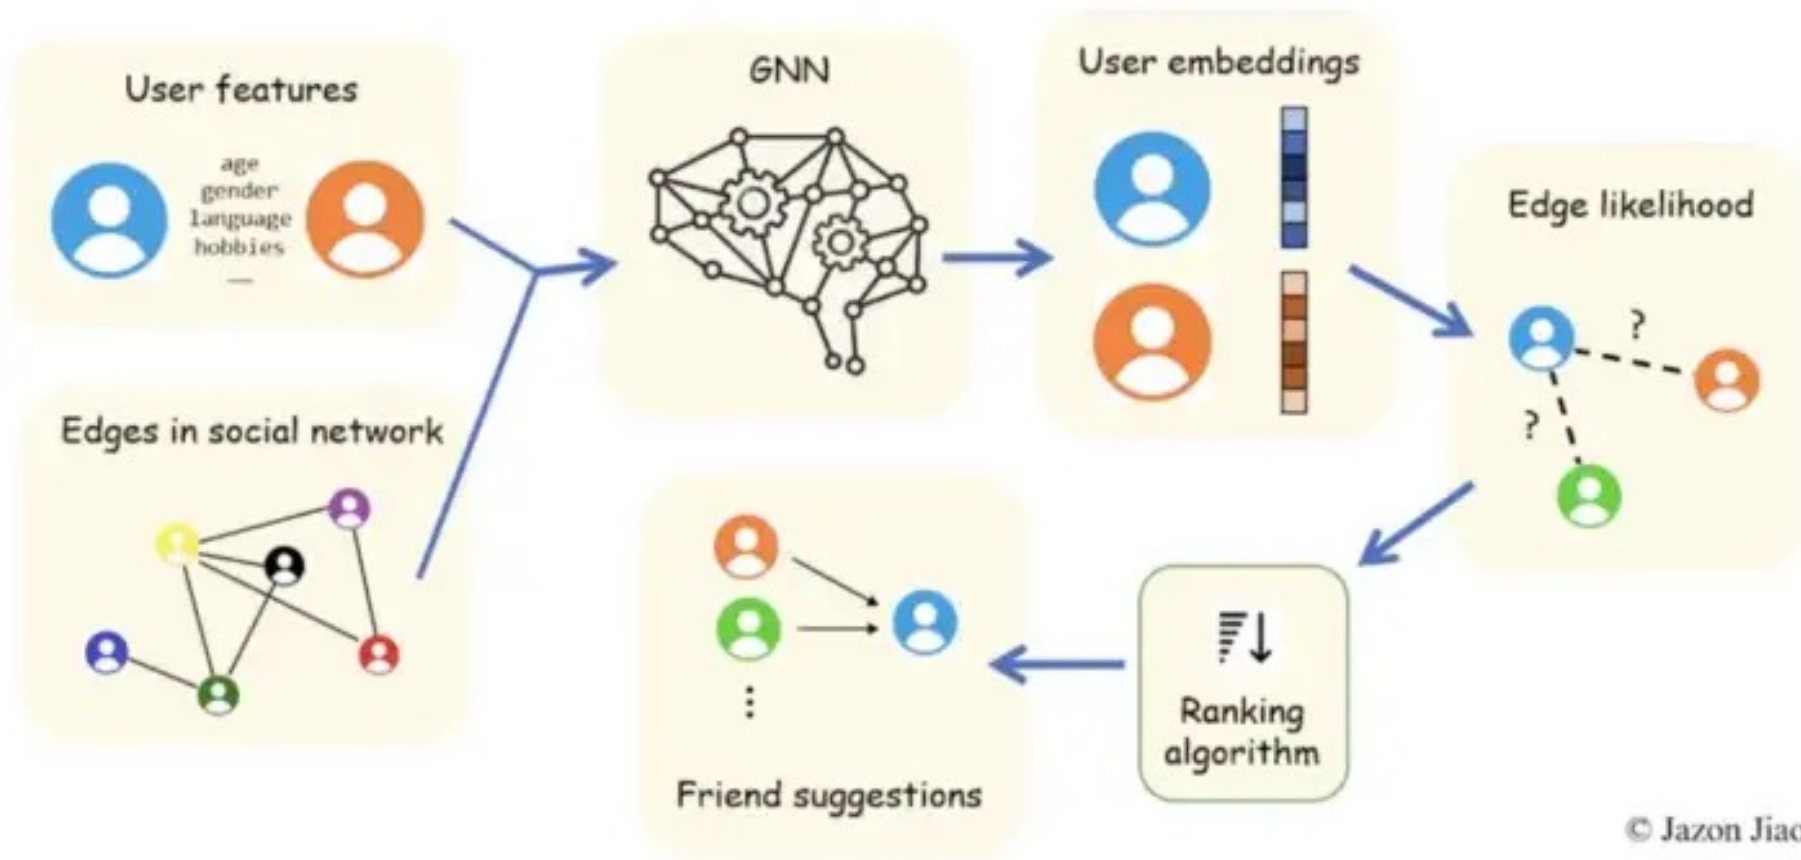 User features
age
gender
language
hobbies
Edges in social network
GNN
User embeddings
Edge likelihood
?
?
Ranking
algorithm
Friend suggestions
© Jazon Jiao